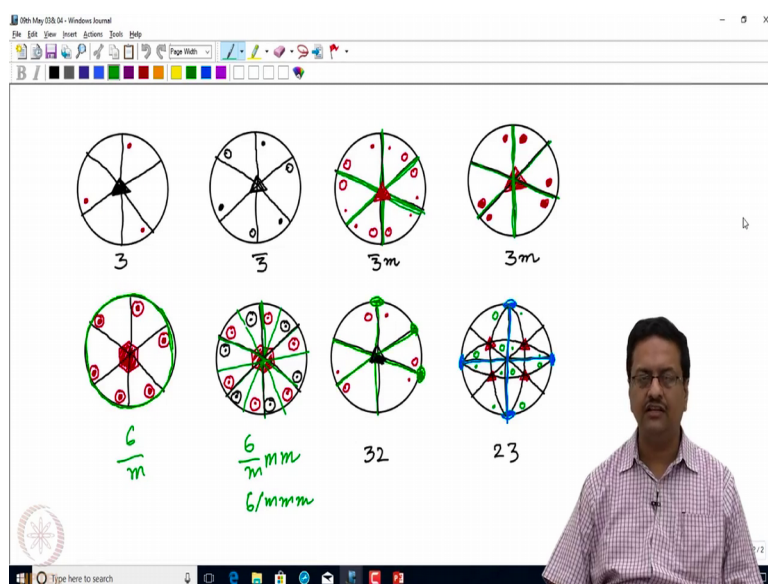 09th May 03& 04 - Windows Journal
File Edit View Insert Actions Tools Help
Page Width
B I
3
3̅
3̅m
3m
6/m
6/m mm
6/mmm
32
23
Type here to search